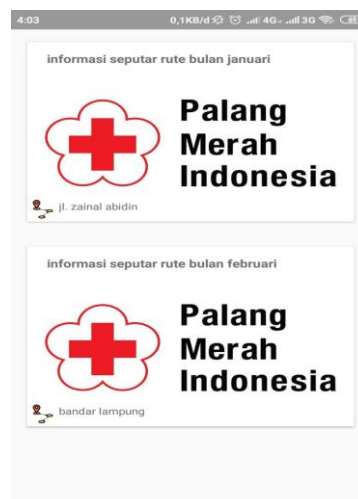 4:03 0,1KB/d 4G 3G
informasi seputar rute bulan januari
Palang
Merah
Indonesia
jl. zainal abidin
informasi seputar rute bulan februari
Palang
Merah
Indonesia
bandar lampung